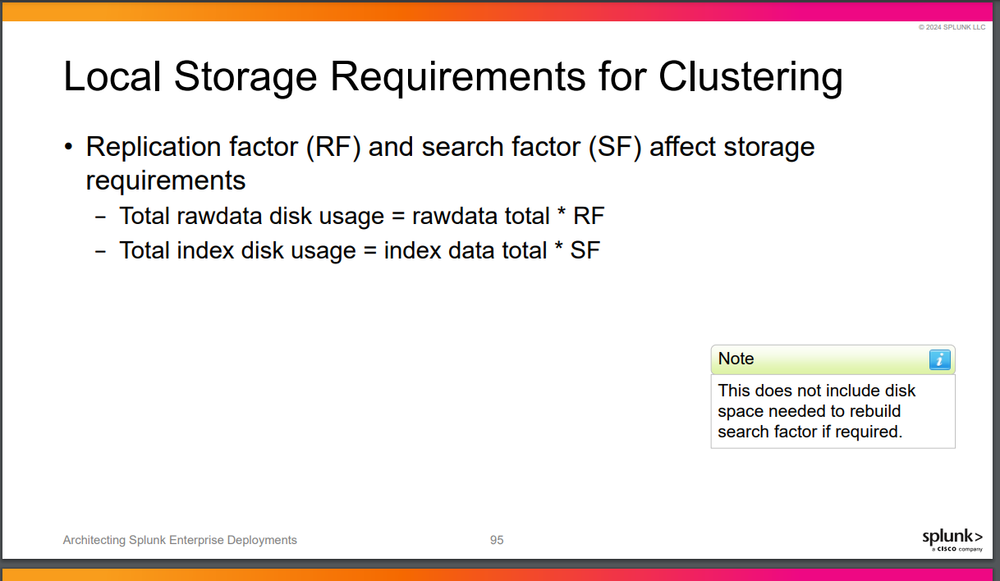 © 2024 SPLUNK LLC
Local Storage Requirements for Clustering
• Replication factor (RF) and search factor (SF) affect storage
requirements
– Total rawdata disk usage = rawdata total * RF
– Total index disk usage = index data total * SF
Note
i
This does not include disk
space needed to rebuild
search factor if required.
Architecting Splunk Enterprise Deployments
95
splunk>
a CISCO company